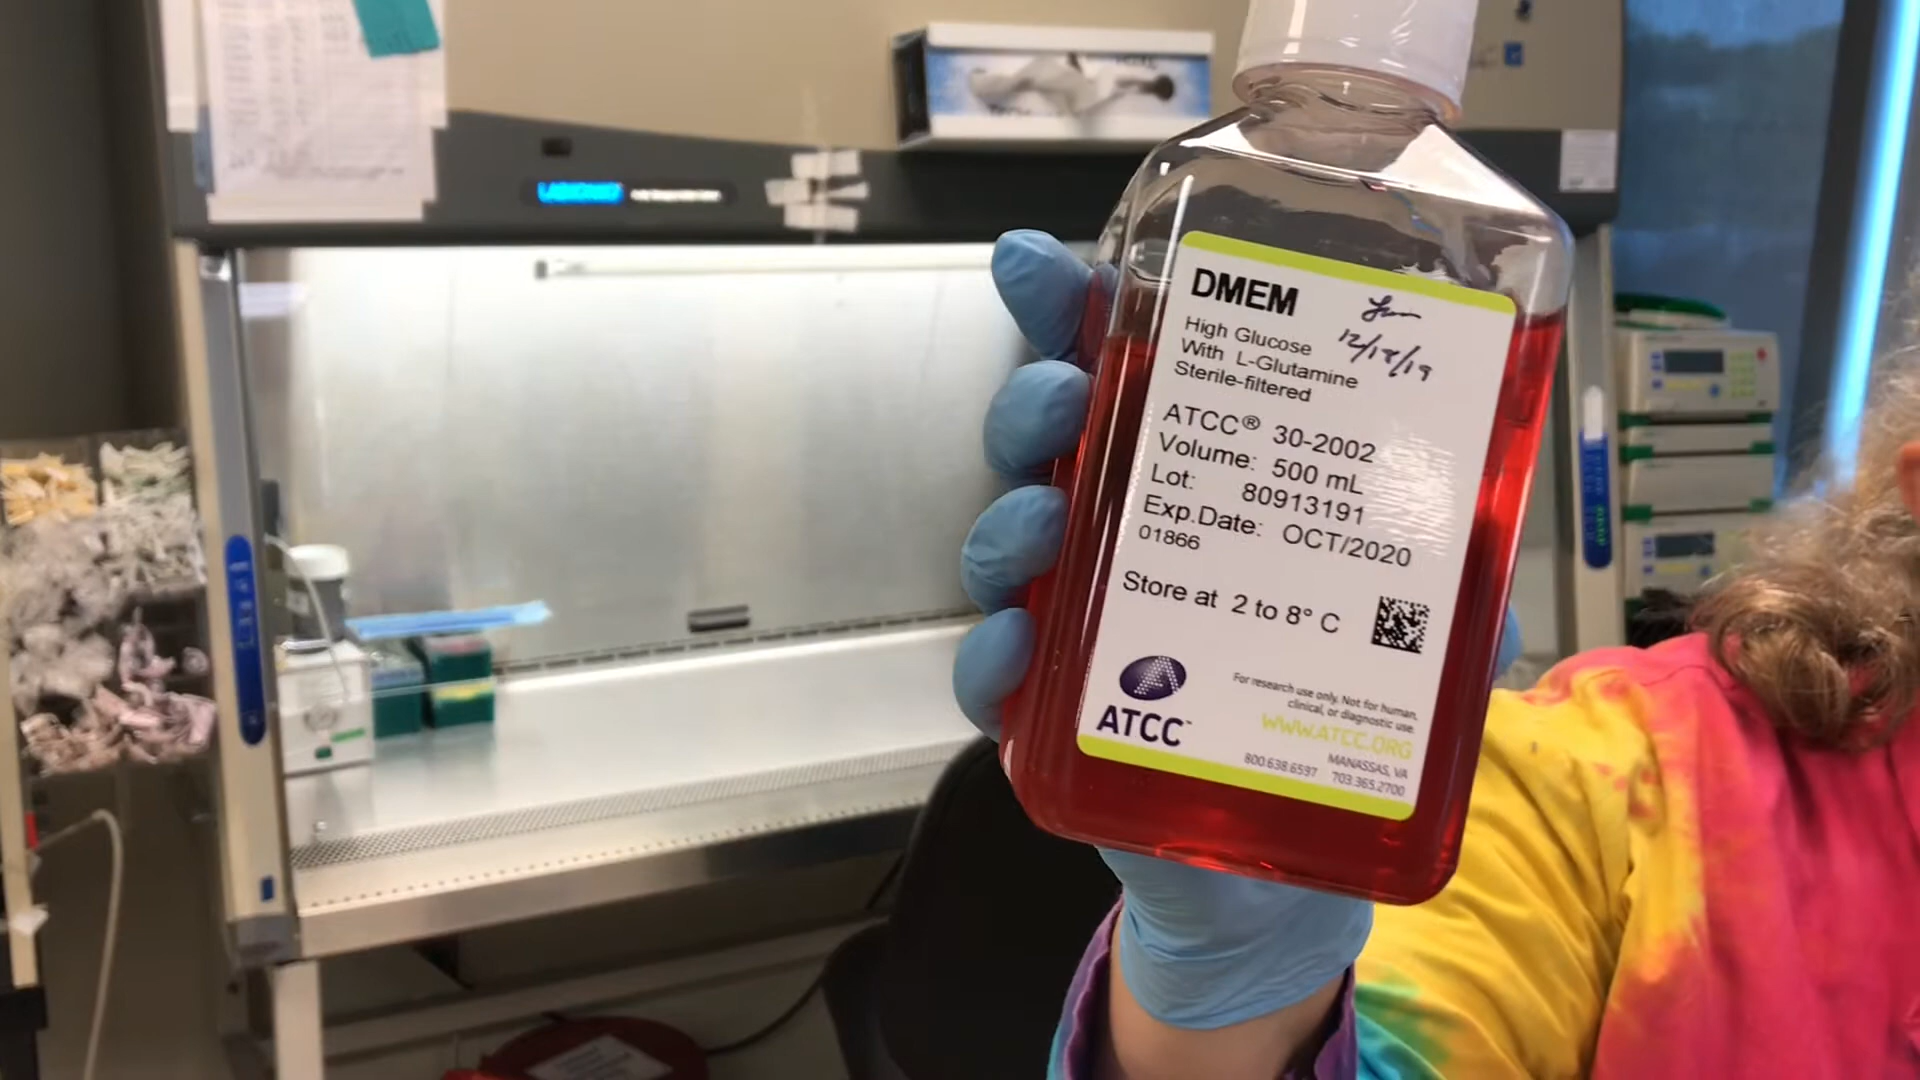 LABCONCO
DMEM
12/18/19
High Glucose
With L-Glutamine
Sterile-filtered
ATCC® 30-2002
Volume: 500 mL
Lot: 80913191
Exp.Date: OCT/2020
01866
Store at 2 to 8° C
ATCC™
For research use only. Not for human,
clinical, or diagnostic use.
WWW.ATCC.ORG
MANASSAS, VA
800.638.6597 703.365.2700